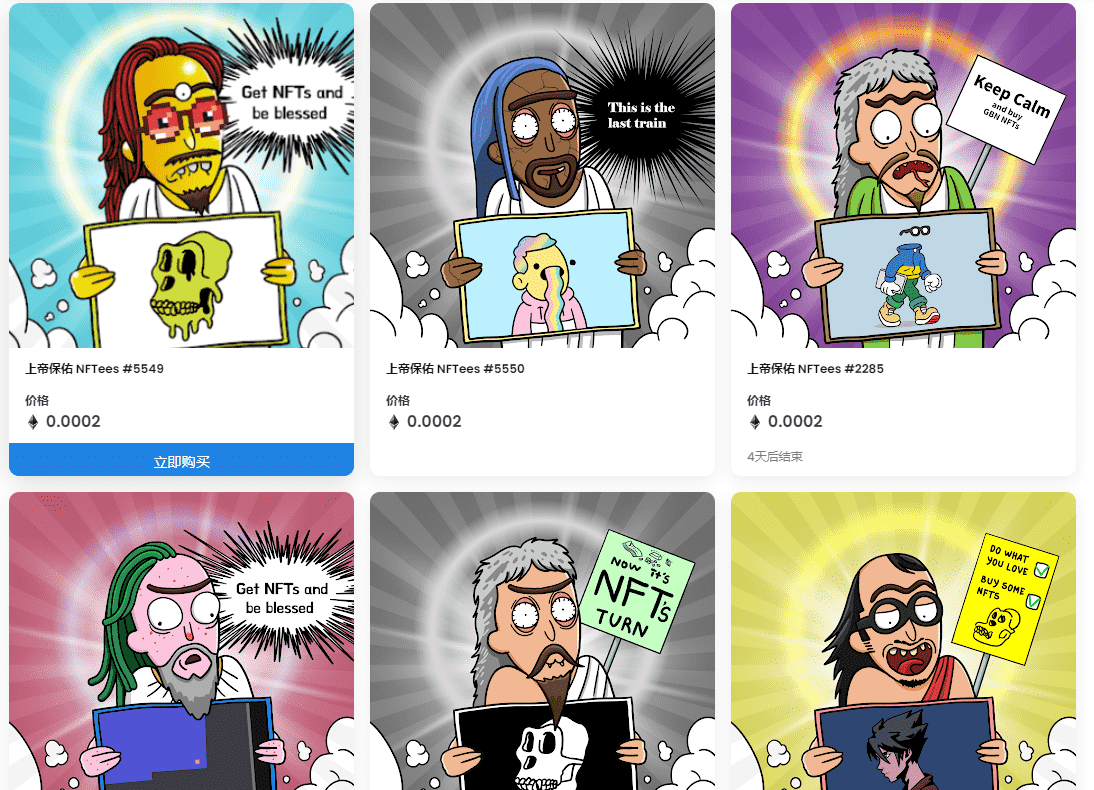 Get NFTs and
be blessed
This is the
last train
Keep Calm
and buy
GBN NFTs
上帝保佑 NFTees #5549
上帝保佑 NFTees #5550
上帝保佑 NFTees #2285
价格
价格
价格
0.0002
0.0002
0.0002
立即购买
4天后结束
Get NFTs and
be blessed
NOW it's
NFT's
TURN
DO WHAT
YOU LOVE
BUY SOME
NFTS